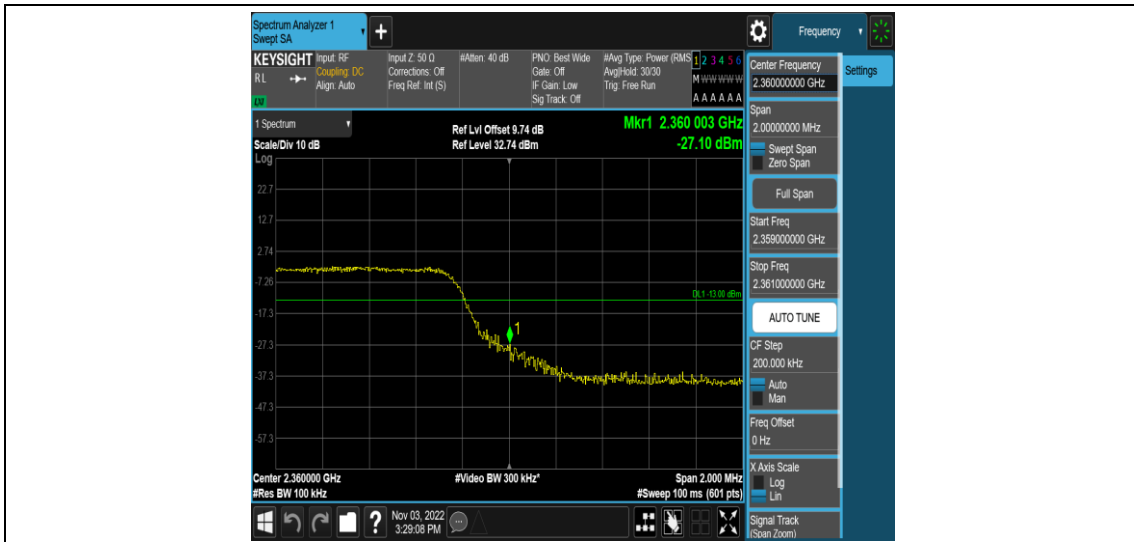 Spectrum Analyzer 1
Swept SA
+
Frequency
KEYSIGHT
RL
Input: RF
Coupling: DC
Align: Auto
Input Z: 50 Ω
Corrections: Off
Freq Ref: Int (S)
#Atten: 40 dB
PNO: Best Wide
Gate: Off
IF Gain: Low
Sig Track: Off
#Avg Type: Power (RMS
Avg|Hold: 30/30
Trig: Free Run
1 2 3 4 5 6
M W W W W W
A A A A A A
1 Spectrum
Scale/Div 10 dB
Ref Lvl Offset 9.74 dB
Ref Level 32.74 dBm
Mkr1 2.360 003 GHz
-27.10 dBm
Log
22.7
12.7
2.74
-7.26
-17.3
-27.3
-37.3
-47.3
-57.3
DL1 -13.00 dBm
1
Center 2.360000 GHz
#Res BW 100 kHz
#Video BW 300 kHz*
Span 2.000 MHz
#Sweep 100 ms (601 pts)
Nov 03, 2022
3:29:08 PM
?
Center Frequency
2.360000000 GHz
Settings
Span
2.00000000 MHz
Swept Span
Zero Span
Full Span
Start Freq
2.359000000 GHz
Stop Freq
2.361000000 GHz
AUTO TUNE
CF Step
200.000 kHz
Auto
Man
Freq Offset
0 Hz
X Axis Scale
Log
Lin
Signal Track
(Span Zoom)